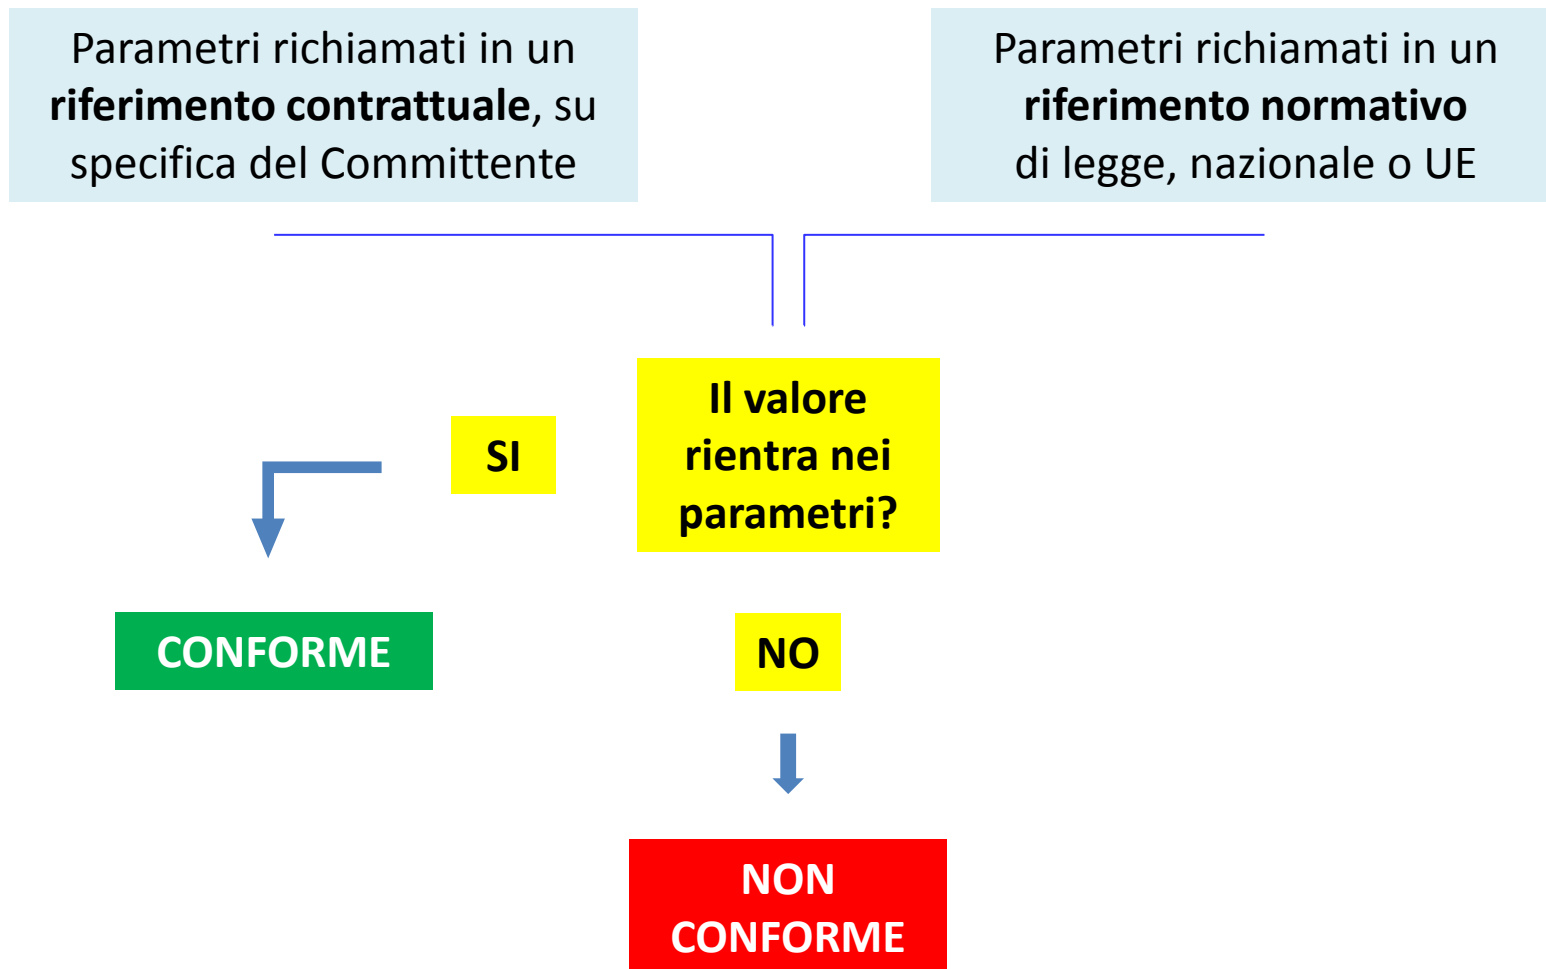 Parametri richiamati in un
riferimento contrattuale, su
specifica del Committente
Parametri richiamati in un
riferimento normativo
di legge, nazionale o UE
Il valore
rientra nei
parametri?
SI
CONFORME
NO
NON
CONFORME